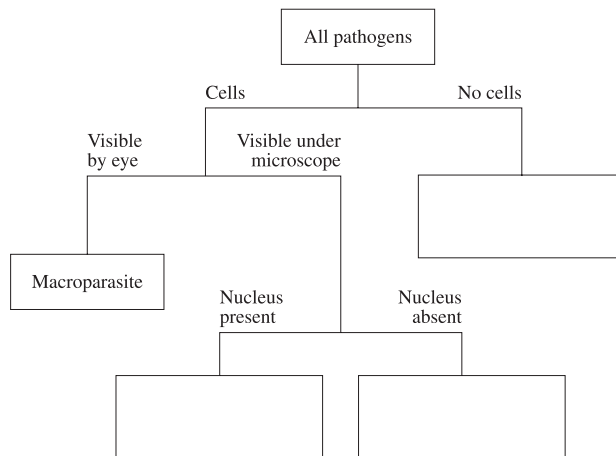 All pathogens
Cells
No cells
Visible
by eye
Visible under
microscope
Macroparasite
Nucleus
present
Nucleus
absent